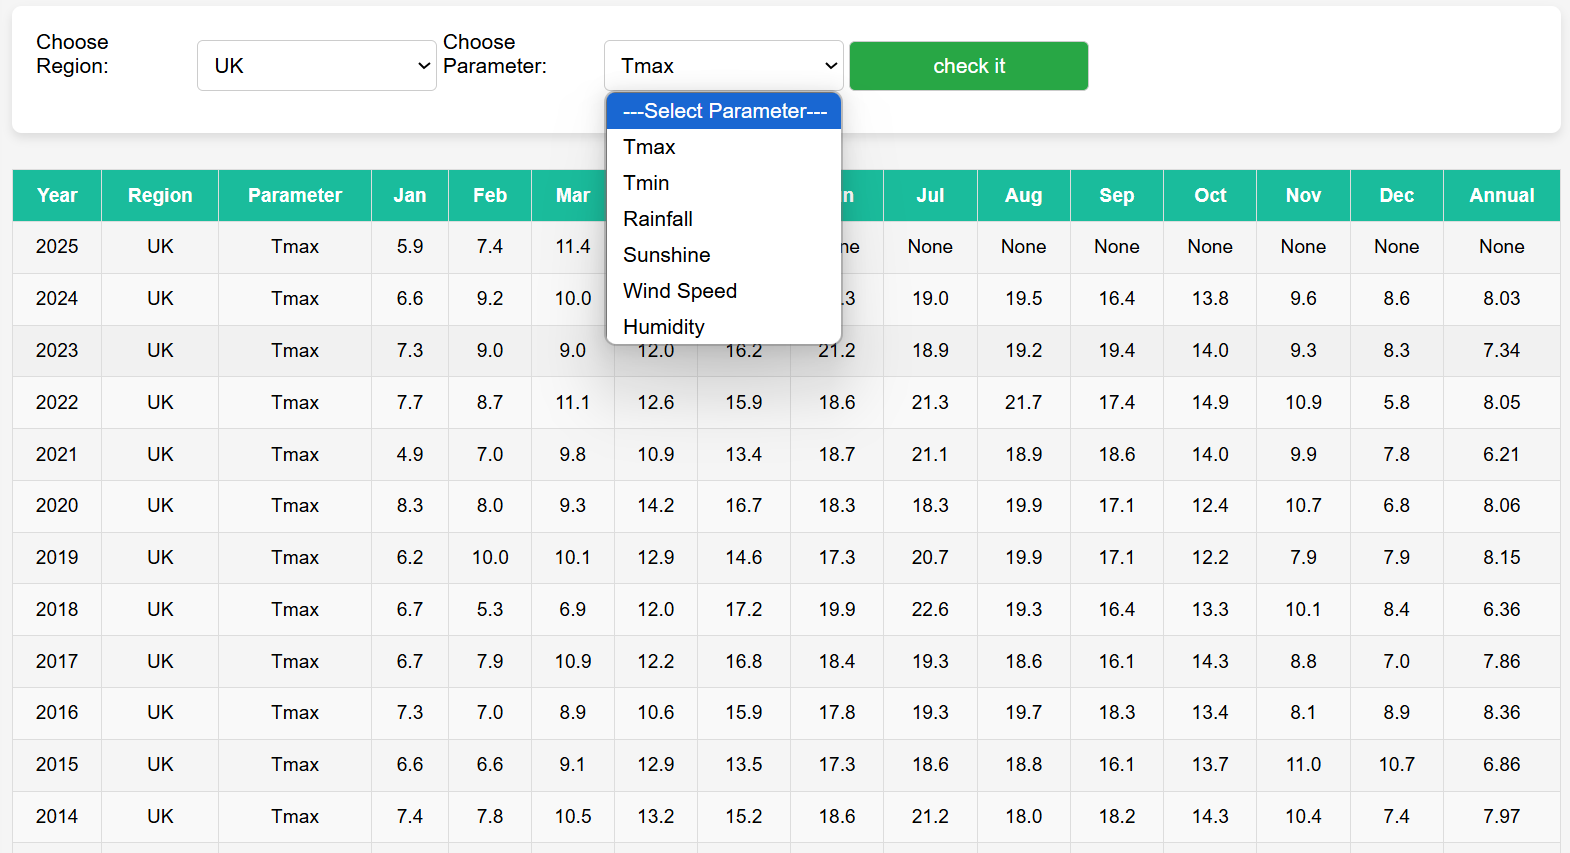 Choose Region: UK Choose Parameter: Tmax check it
---Select Parameter---
Tmax
Tmin
Rainfall
Sunshine
Wind Speed
Humidity
Year Region Parameter Jan Feb Mar Jul Aug Sep Oct Nov Dec Annual
2025 UK Tmax 5.9 7.4 11.4 None None None None None None None
2024 UK Tmax 6.6 9.2 10.0 19.0 19.5 16.4 13.8 9.6 8.6 8.03
2023 UK Tmax 7.3 9.0 9.0 12.0 16.2 21.2 18.9 19.2 19.4 14.0 9.3 8.3 7.34
2022 UK Tmax 7.7 8.7 11.1 12.6 15.9 18.6 21.3 21.7 17.4 14.9 10.9 5.8 8.05
2021 UK Tmax 4.9 7.0 9.8 10.9 13.4 18.7 21.1 18.9 18.6 14.0 9.9 7.8 6.21
2020 UK Tmax 8.3 8.0 9.3 14.2 16.7 18.3 18.3 19.9 17.1 12.4 10.7 6.8 8.06
2019 UK Tmax 6.2 10.0 10.1 12.9 14.6 17.3 20.7 19.9 17.1 12.2 7.9 7.9 8.15
2018 UK Tmax 6.7 5.3 6.9 12.0 17.2 19.9 22.6 19.3 16.4 13.3 10.1 8.4 6.36
2017 UK Tmax 6.7 7.9 10.9 12.2 16.8 18.4 19.3 18.6 16.1 14.3 8.8 7.0 7.86
2016 UK Tmax 7.3 7.0 8.9 10.6 15.9 17.8 19.3 19.7 18.3 13.4 8.1 8.9 8.36
2015 UK Tmax 6.6 6.6 9.1 12.9 13.5 17.3 18.6 18.8 16.1 13.7 11.0 10.7 6.86
2014 UK Tmax 7.4 7.8 10.5 13.2 15.2 18.6 21.2 18.0 18.2 14.3 10.4 7.4 7.97